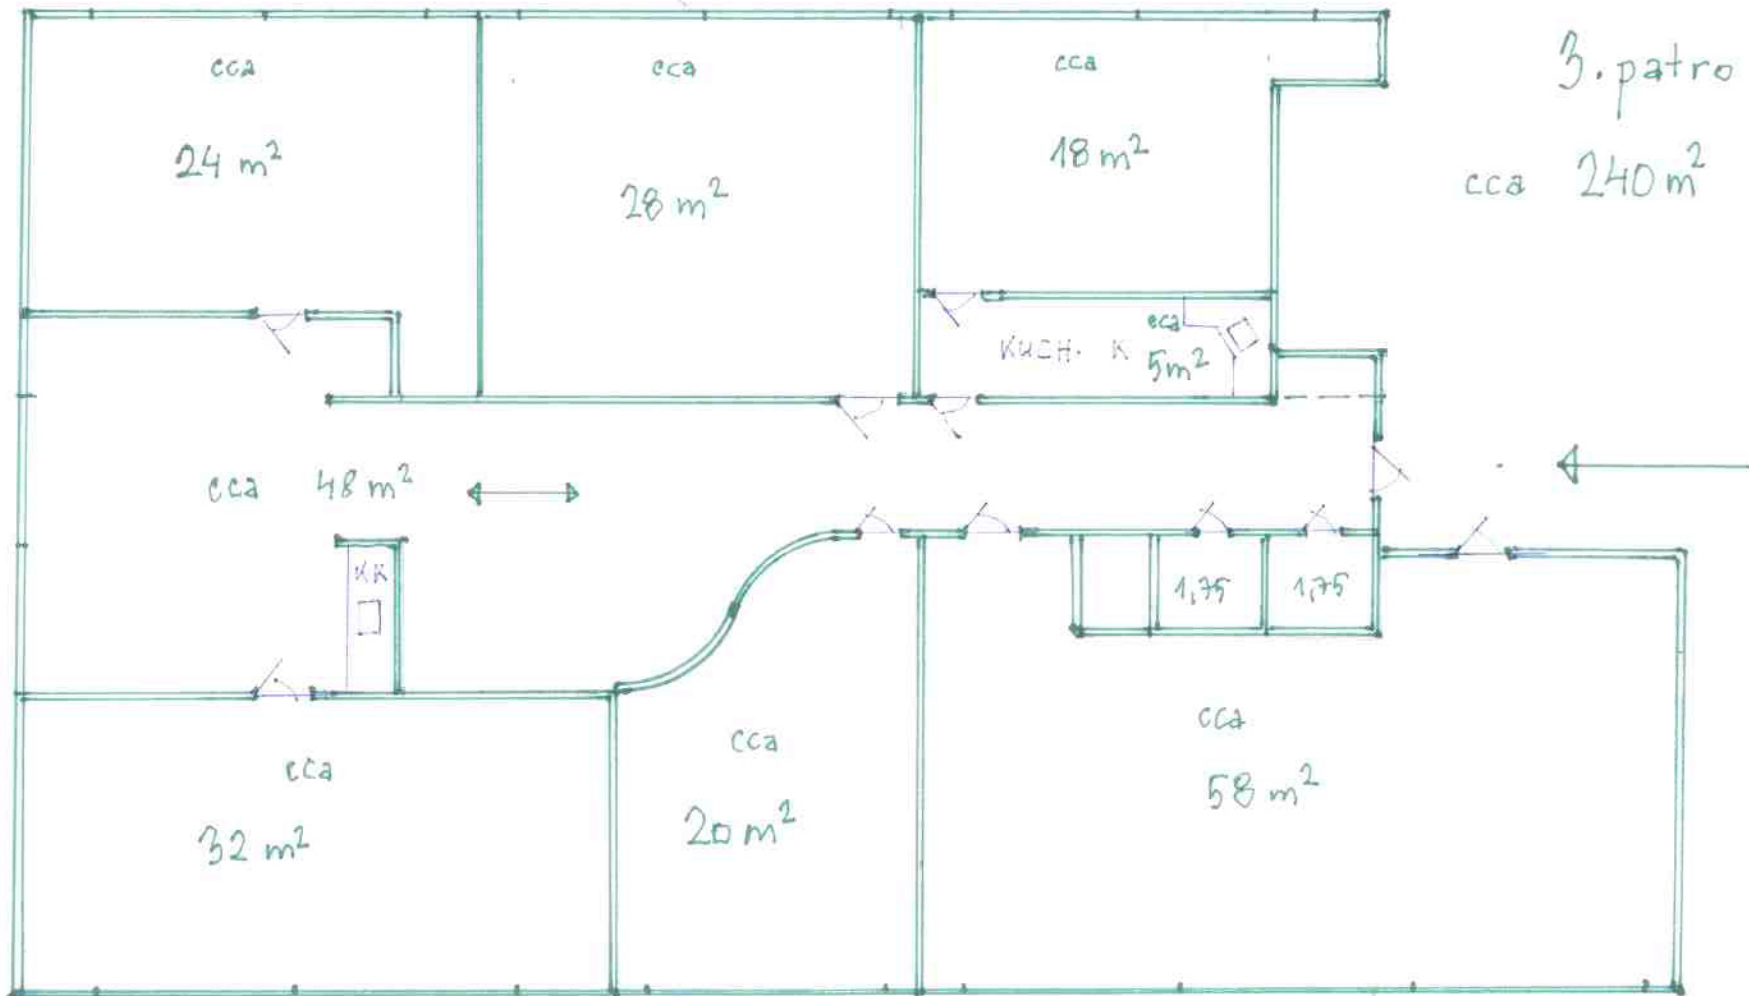 3. patro
cca 240 m²
cca
24 m²
cca
28 m²
cca
18 m²
KUCH. K
cca
5m²
cca 48 m²
KK
1,75
1,75
cca
32 m²
cca
20 m²
cca
58 m²